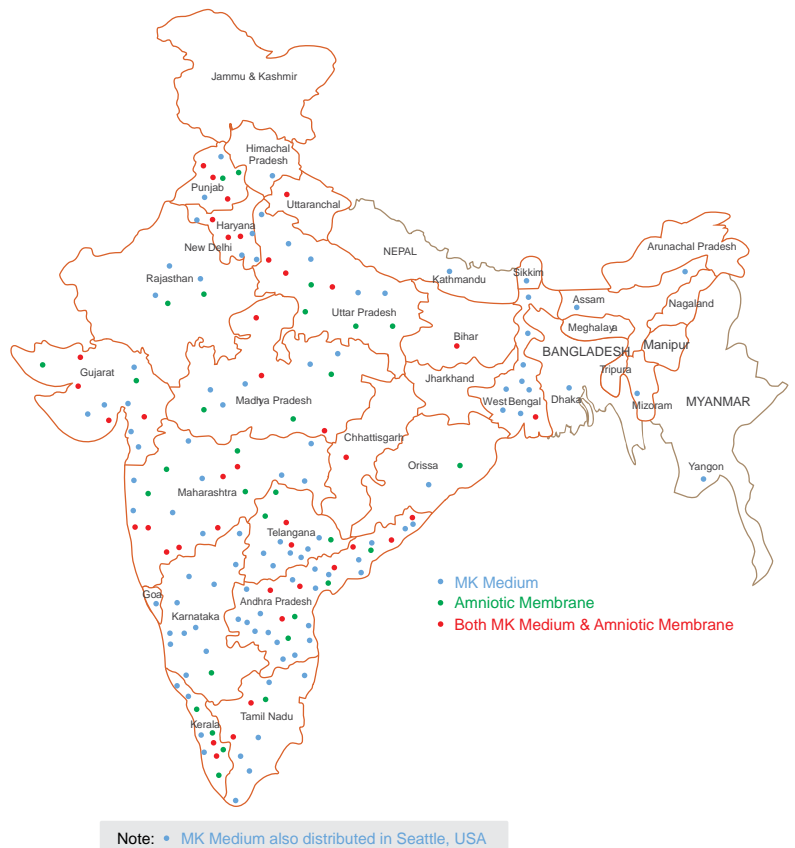 Jammu & Kashmir
Himachal
Pradesh
Punjab
Uttaranchal
Haryana
New Delhi
NEPAL
Arunachal Pradesh
Rajasthan
Kathmandu
Sikkim
Assam
Nagaland
Uttar Pradesh
Meghalaya
Bihar
Manipur
BANGLADESH
Gujarat
Jharkhand
Tripura
Madhya Pradesh
West Bengal
Dhaka
Mizoram
MYANMAR
Chhattisgarh
Orissa
Yangon
Maharashtra
Telangana
MK Medium
Goa
Andhra Pradesh
Amniotic Membrane
Karnataka
Both MK Medium & Amniotic Membrane
Tamil Nadu
Kerala
Note: • MK Medium also distributed in Seattle, USA